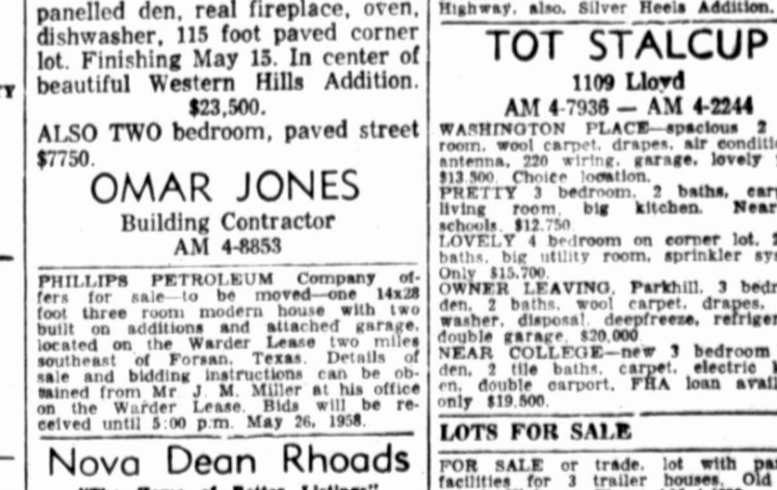 panelled den, real fireplace, oven,
dishwasher, 115 foot paved corner
lot. Finishing May 15. In center of
beautiful Western Hills Addition.
$23,500.
ALSO TWO bedroom, paved street
$7750.
OMAR JONES
Building Contractor
AM 4-8853
PHILLIPS PETROLEUM Company of-
fers for sale—to be moved—one 14x28
foot three room modern house with two
built on additions and attached garage,
located on the Warder Lease two miles
southeast of Forsan, Texas. Details of
sale and bidding instructions can be ob-
tained from Mr. J. M. Miller at his office
on the Warder Lease. Bids will be re-
ceived until 5:00 p.m. May 26, 1958.
Nova Dean Rhoads
Highway, also, Silver Heels Addition.
TOT STALCUP
1109 Lloyd
AM 4-7936 — AM 4-2244
WASHINGTON PLACE—spacious 2
room, wool carpet, drapes, air conditi
antenna, 220 wiring, garage, lovely
$13,500. Choice location.
PRETTY 3 bedroom, 2 baths, car
living room, big kitchen. Near
schools. $12,750.
LOVELY 4 bedroom on corner lot, 2
baths, big utility room, sprinkler sys
Only $15,700.
OWNER LEAVING, Parkhill, 3 bedr
den, 2 baths, wool carpet, drapes,
washer, disposal, deepfreeze, refriger
double garage, $20,000.
NEAR COLLEGE—new 3 bedroom
den, 2 tile baths, carpet, electric
en, double carport, FHA loan avail
only $19,500.
LOTS FOR SALE
FOR SALE or trade, lot with pa
facilities for 3 trailer houses. Old